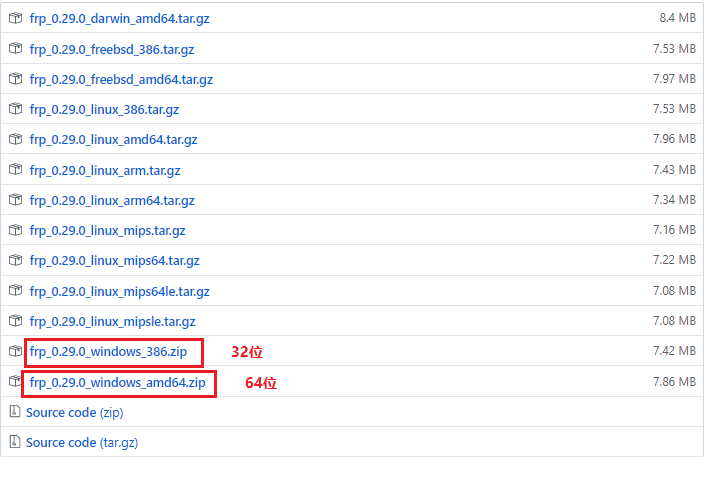 frp_0.29.0_darwin_amd64.tar.gz 8.4 MB
frp_0.29.0_freebsd_386.tar.gz 7.53 MB
frp_0.29.0_freebsd_amd64.tar.gz 7.97 MB
frp_0.29.0_linux_386.tar.gz 7.53 MB
frp_0.29.0_linux_amd64.tar.gz 7.96 MB
frp_0.29.0_linux_arm.tar.gz 7.43 MB
frp_0.29.0_linux_arm64.tar.gz 7.34 MB
frp_0.29.0_linux_mips.tar.gz 7.16 MB
frp_0.29.0_linux_mips64.tar.gz 7.22 MB
frp_0.29.0_linux_mips64le.tar.gz 7.08 MB
frp_0.29.0_linux_mipsle.tar.gz 7.08 MB
frp_0.29.0_windows_386.zip 32位 7.42 MB
frp_0.29.0_windows_amd64.zip 64位 7.86 MB
Source code (zip)
Source code (tar.gz)